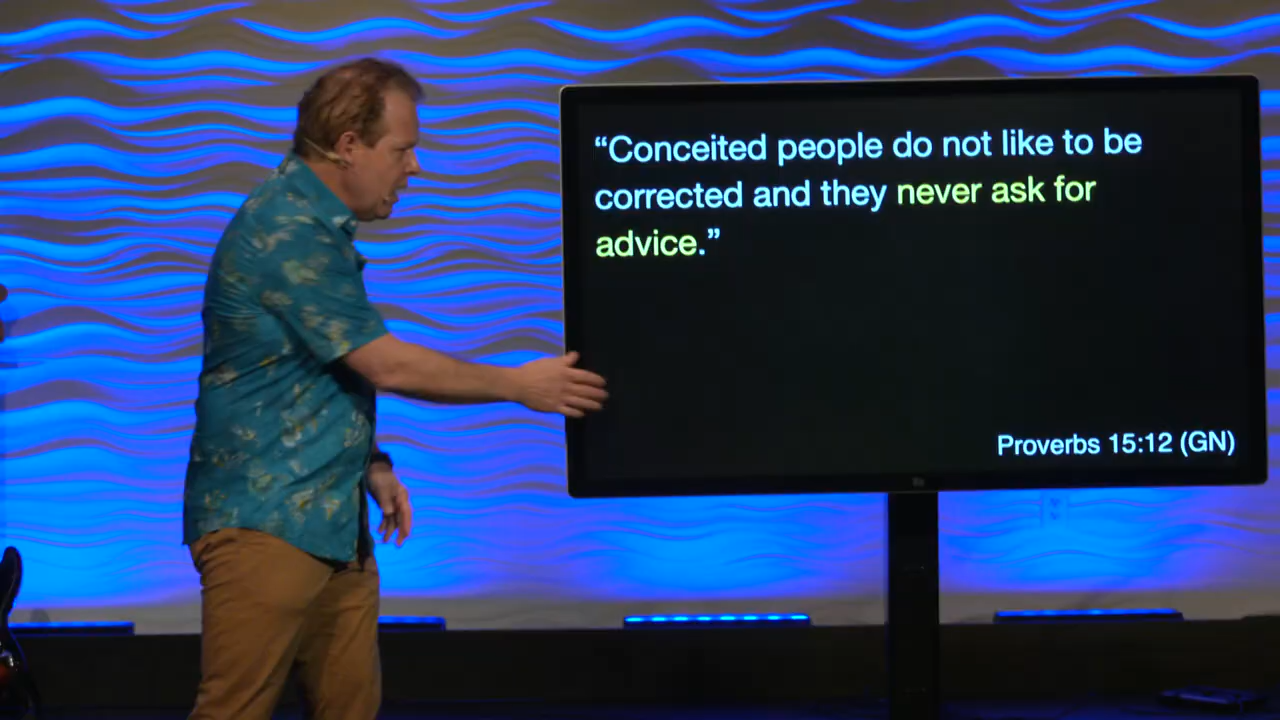 “Conceited people do not like to be
corrected and they never ask for
advice.”
Proverbs 15:12 (GN)